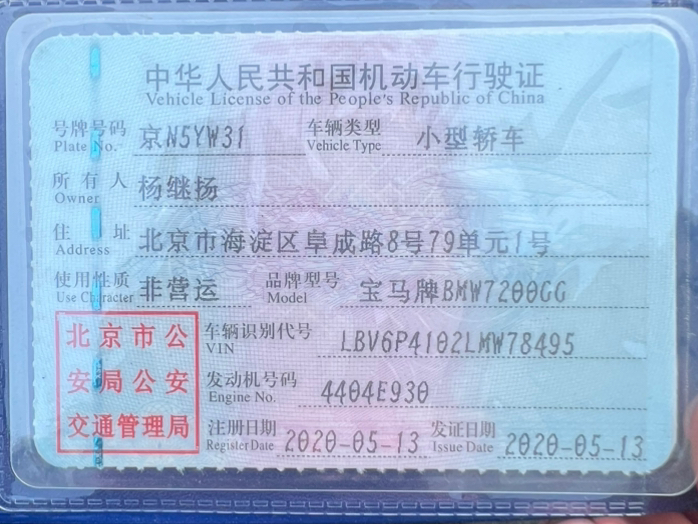 中华人民共和国机动车行驶证
Vehicle License of the People's Republic of China
号牌号码 京N5YW31 车辆类型 小型轿车
Plate No. Vehicle Type
所有人 杨继扬
Owner
住址 北京市海淀区阜成路8号79单元1号
Address
使用性质 非营运 品牌型号 宝马牌BMW7200GG
Use Character Model
北京市公 车辆识别代号 LBV6P4102LMW78495
VIN
安局公安 发动机号码 4404E930
Engine No.
交通管理局 注册日期 2020-05-13 发证日期 2020-05-13
Register Date Issue Date